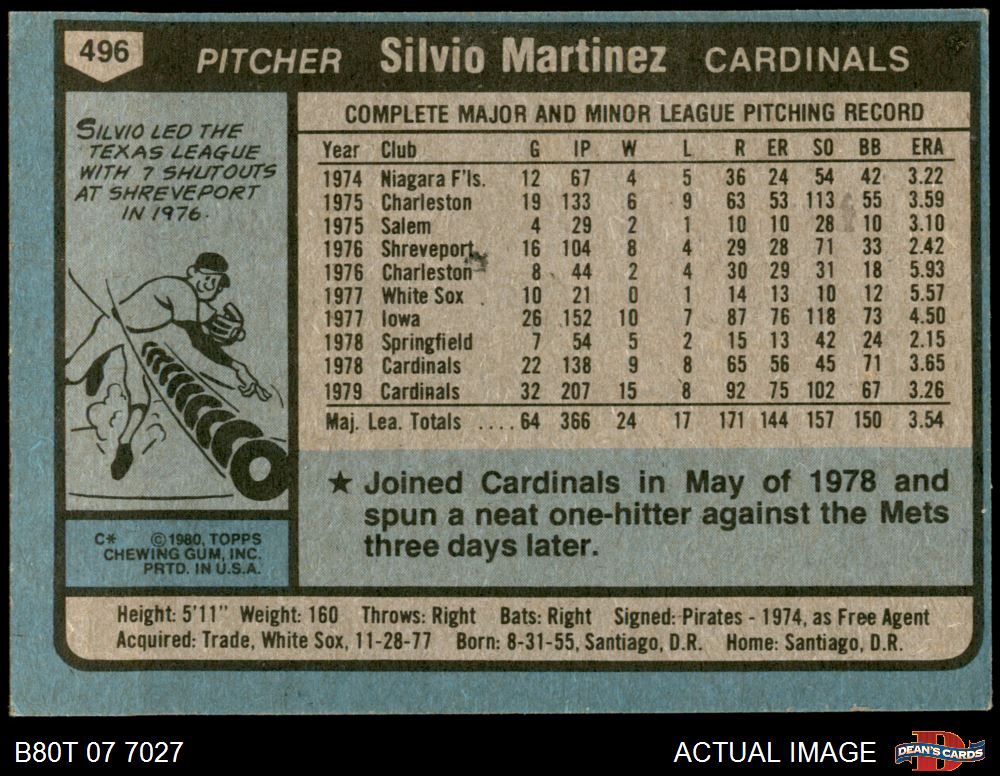 496 PITCHER Silvio Martinez CARDINALS
SILVIO LED THE
TEXAS LEAGUE
WITH 7 SHUTOUTS
AT SHREVEPORT
IN 1976.
C* © 1980, TOPPS
CHEWING GUM, INC.
PRTD. IN U.S.A.
COMPLETE MAJOR AND MINOR LEAGUE PITCHING RECORD
Year Club G IP W L R ER SO BB ERA
1974 Niagara F'ls. 12 67 4 5 36 24 54 42 3.22
1975 Charleston 19 133 6 9 63 53 113 55 3.59
1975 Salem 4 29 2 1 10 10 28 10 3.10
1976 Shreveport 16 104 8 4 29 28 71 33 2.42
1976 Charleston 8 44 2 4 30 29 31 18 5.93
1977 White Sox 10 21 0 1 14 13 10 12 5.57
1977 Iowa 26 152 10 7 87 76 118 73 4.50
1978 Springfield 7 54 5 2 15 13 42 24 2.15
1978 Cardinals 22 138 9 8 65 56 45 71 3.65
1979 Cardinals 32 207 15 8 92 75 102 67 3.26
Maj. Lea. Totals .... 64 366 24 17 171 144 157 150 3.54
★ Joined Cardinals in May of 1978 and
spun a neat one-hitter against the Mets
three days later.
Height: 5'11" Weight: 160 Throws: Right Bats: Right Signed: Pirates - 1974, as Free Agent
Acquired: Trade, White Sox, 11-28-77 Born: 8-31-55, Santiago, D.R. Home: Santiago, D.R.
B80T 07 7027 ACTUAL IMAGE DEAN'S CARDS